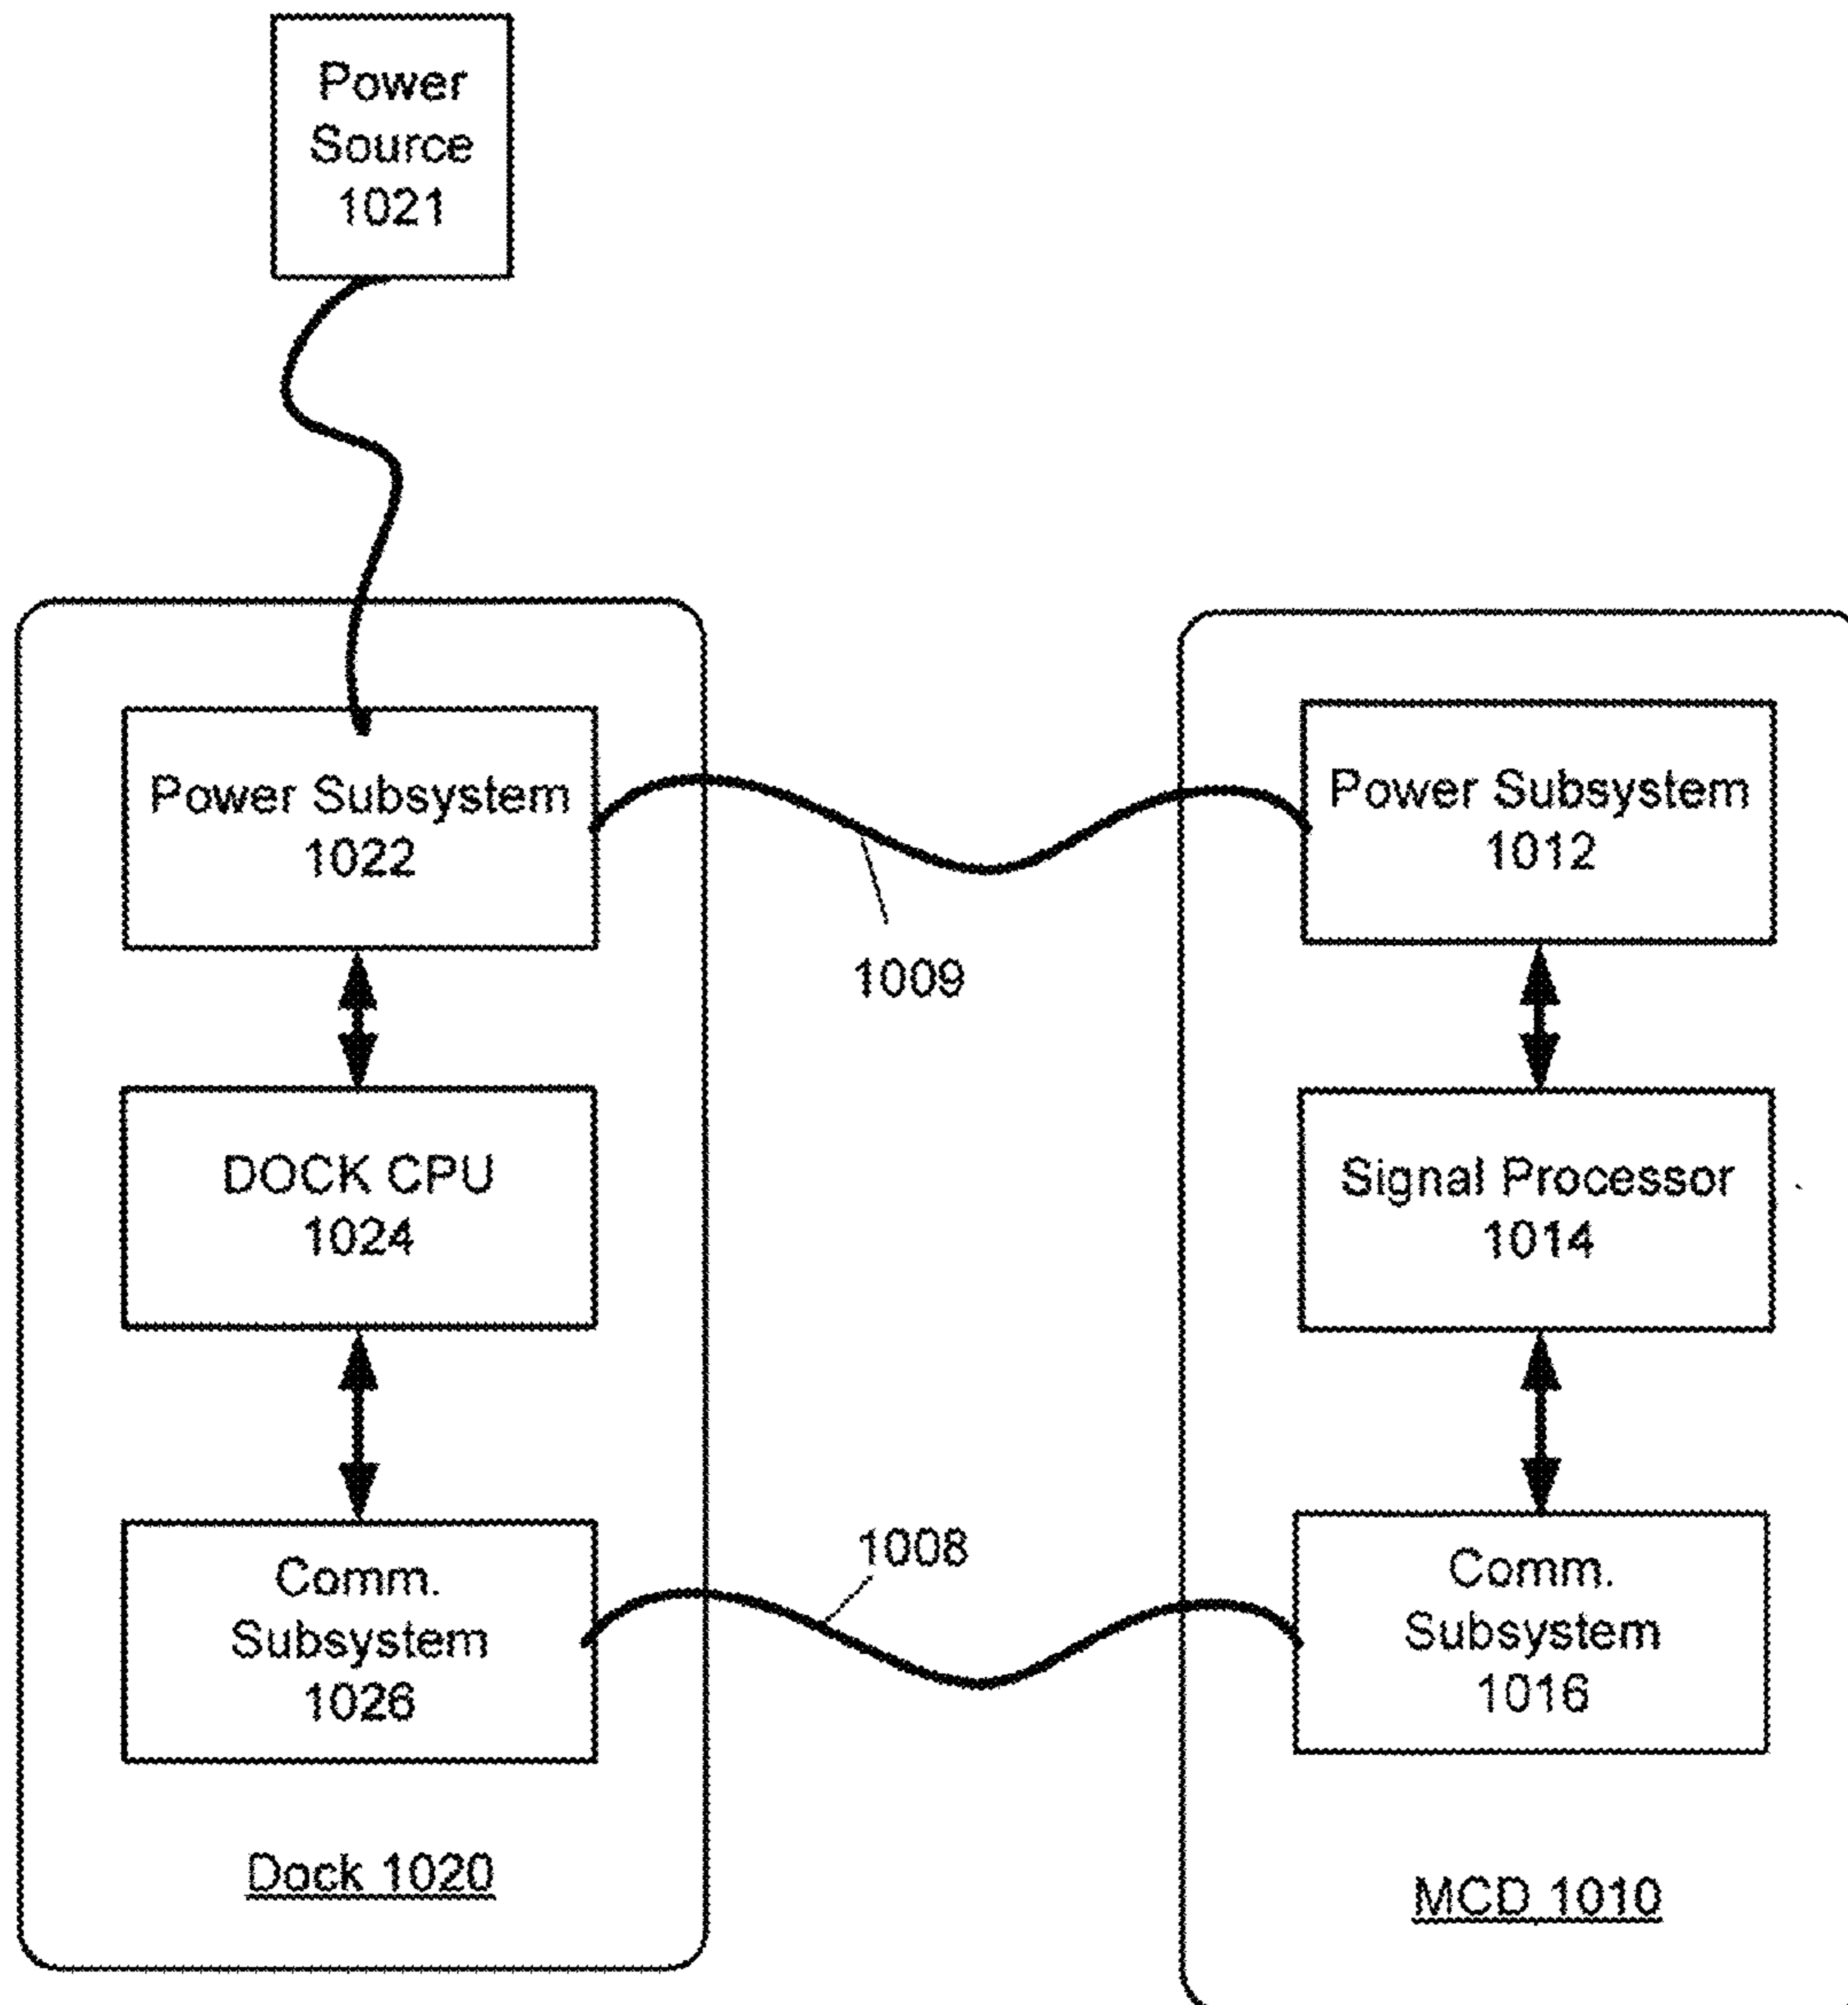 Power
Source
1021
Power Subsystem
1022
Power Subsystem
1012
1009
DOCK CPU
1024
Signal Processor
1014
1008
Comm.
Subsystem
1026
Comm.
Subsystem
1016
Dock 1020
MCD 1010